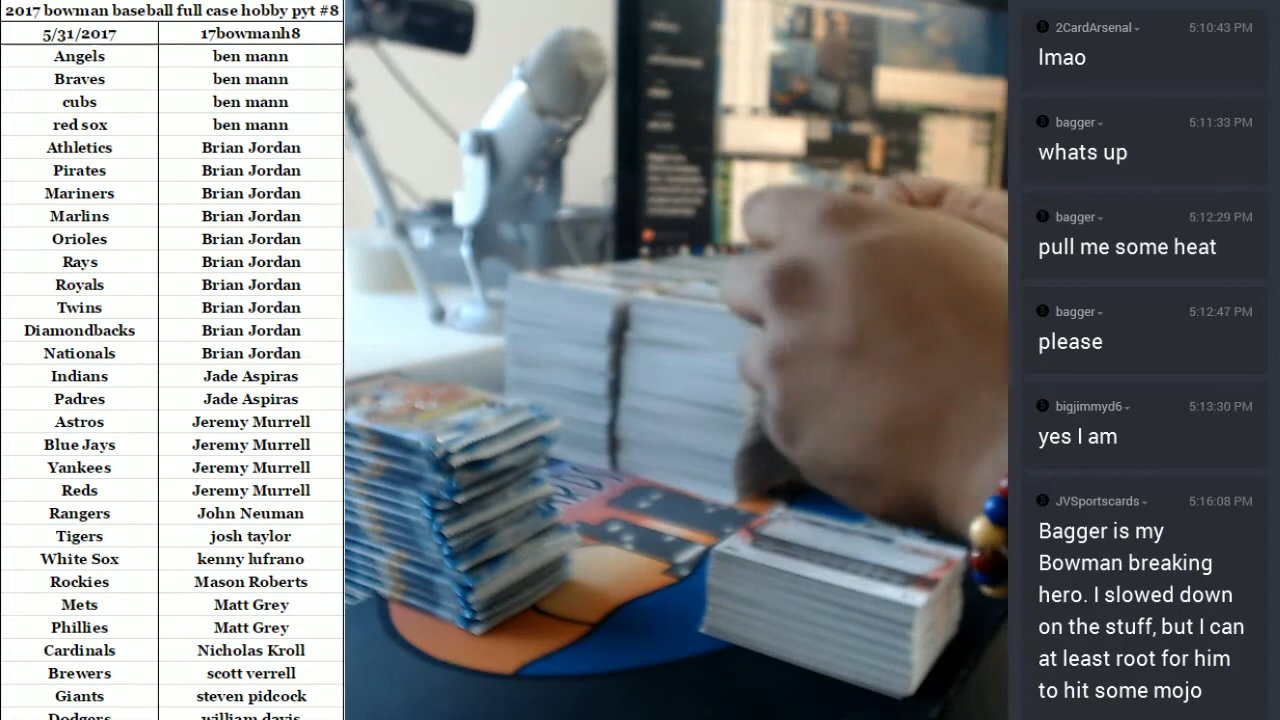 2017 bowman baseball full case hobby pyt #8
5/31/2017 17bowmanh8
Angels ben mann
Braves ben mann
cubs ben mann
red sox ben mann
Athletics Brian Jordan
Pirates Brian Jordan
Mariners Brian Jordan
Marlins Brian Jordan
Orioles Brian Jordan
Rays Brian Jordan
Royals Brian Jordan
Twins Brian Jordan
Diamondbacks Brian Jordan
Nationals Brian Jordan
Indians Jade Aspiras
Padres Jade Aspiras
Astros Jeremy Murrell
Blue Jays Jeremy Murrell
Yankees Jeremy Murrell
Reds Jeremy Murrell
Rangers John Neuman
Tigers josh taylor
White Sox kenny lufrano
Rockies Mason Roberts
Mets Matt Grey
Phillies Matt Grey
Cardinals Nicholas Kroll
Brewers scott verrell
Giants steven pidcock
Dodgers william davis
2CardArsenal 5:10:43 PM
lmao
bagger 5:11:33 PM
whats up
bagger 5:12:29 PM
pull me some heat
bagger 5:12:47 PM
please
bigjimmyd6 5:13:30 PM
yes I am
JVSportscards 5:16:08 PM
Bagger is my
Bowman breaking
hero. I slowed down
on the stuff, but I can
at least root for him
to hit some mojo